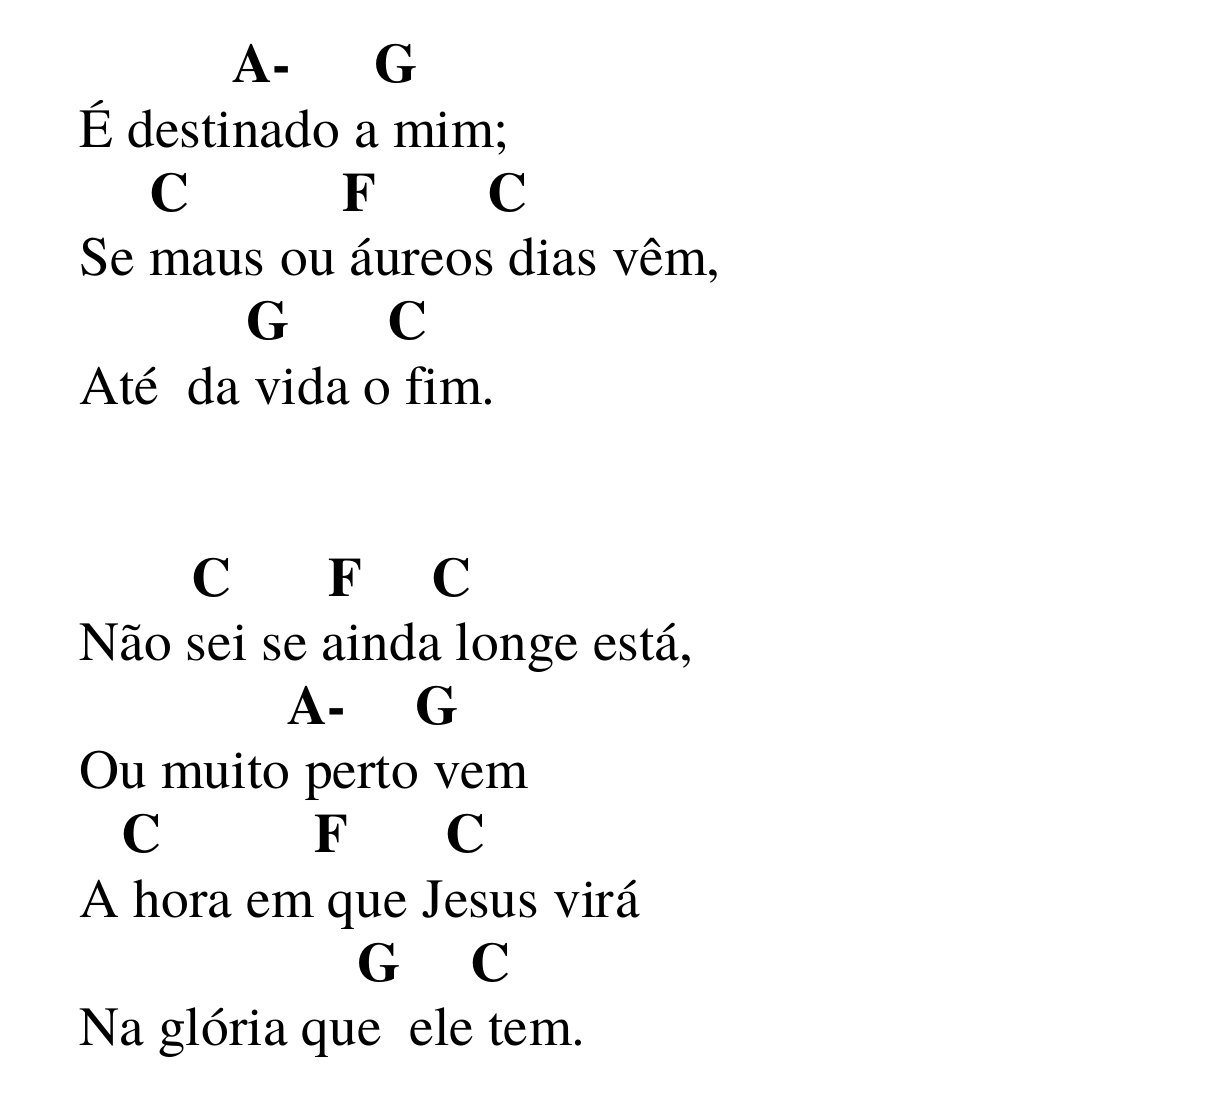 A- G
É destinado a mim;
C F C
Se maus ou áureos dias vêm,
G C
Até da vida o fim.
C F C
Não sei se ainda longe está,
A- G
Ou muito perto vem
C F C
A hora em que Jesus virá
G C
Na glória que ele tem.